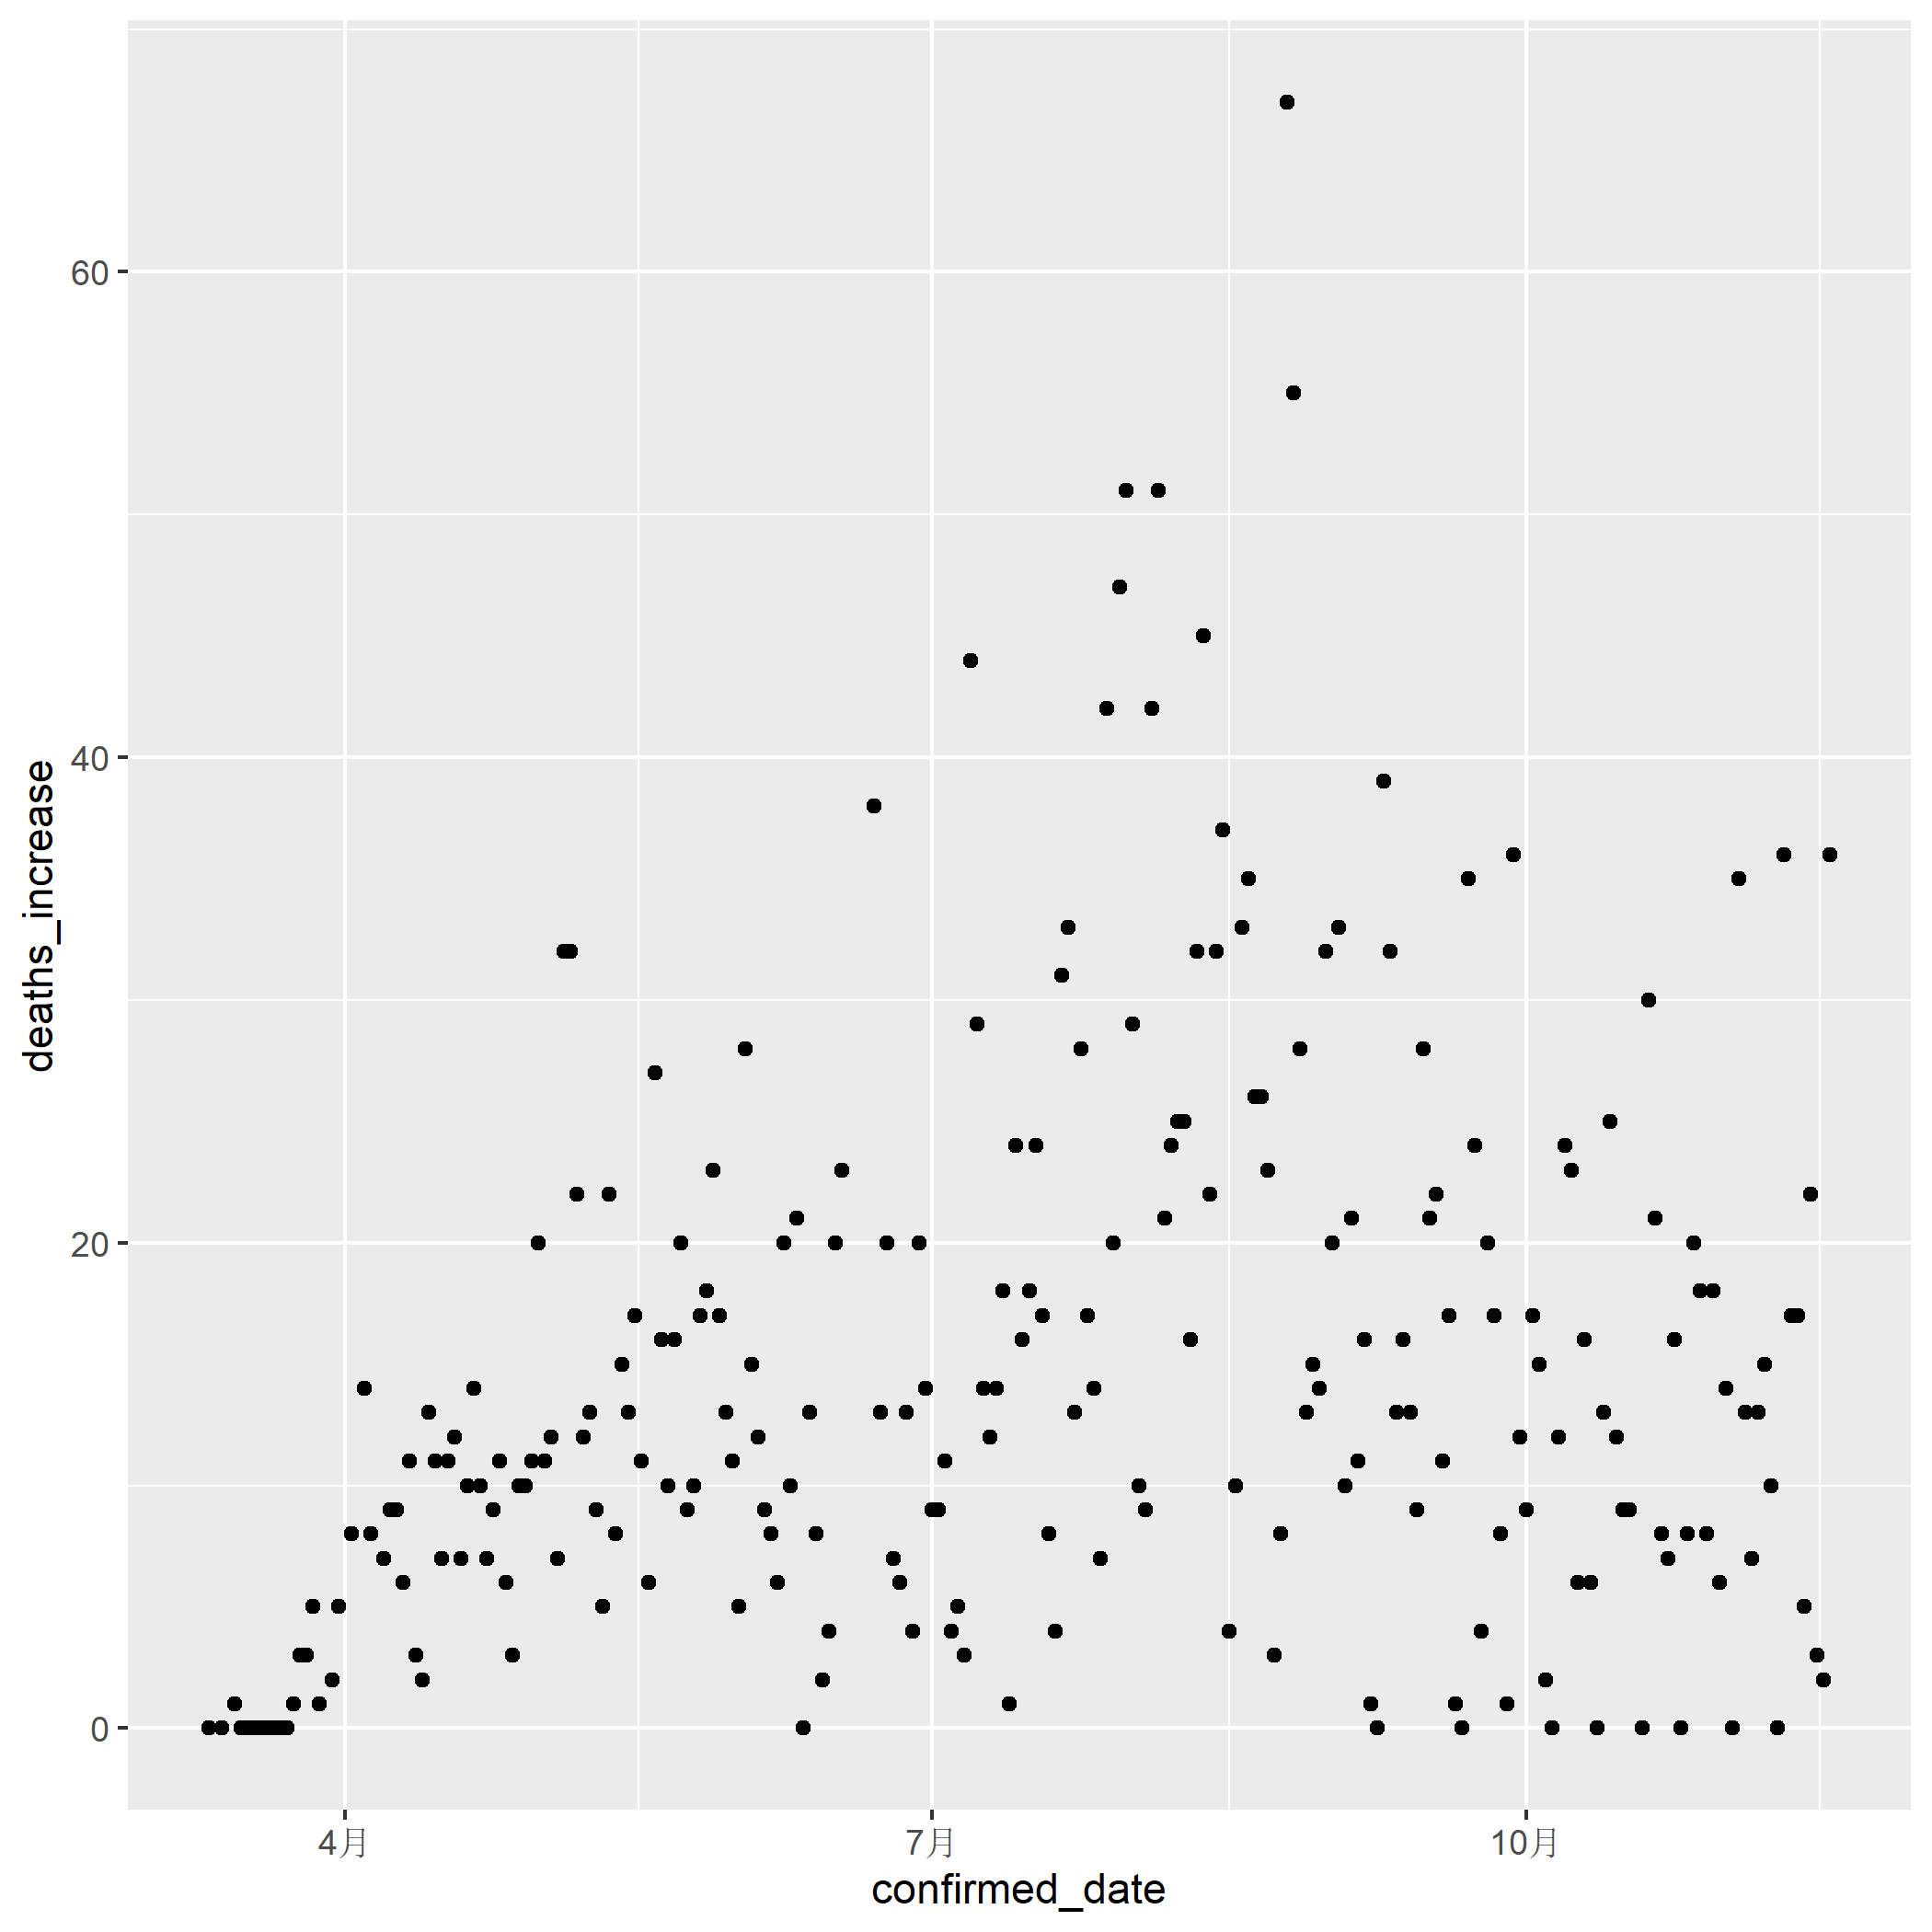 deaths_increase
60
40
20
0
4月
7月
10月
confirmed_date